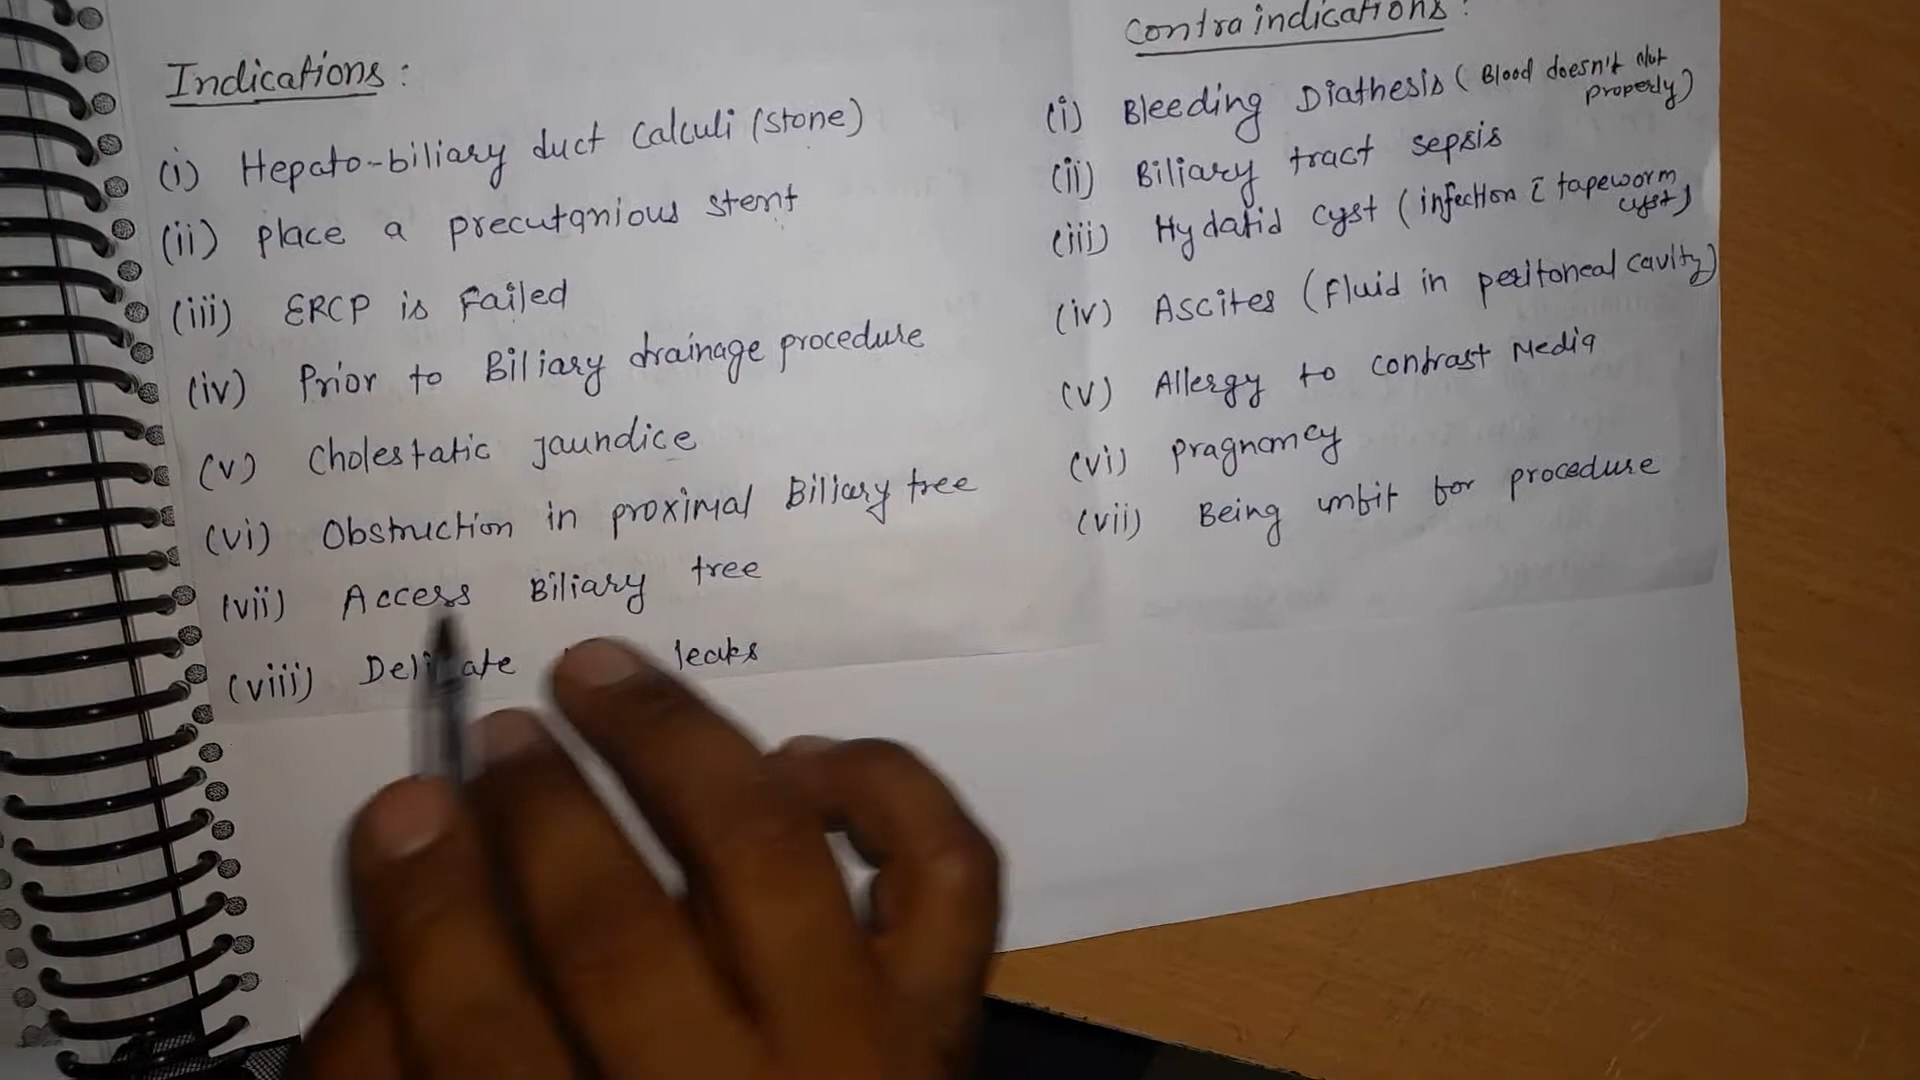 Indications:
(i) Hepato-biliary duct calculi (stone)
(ii) place a precutanious stent
(iii) ERCP is Failed
(iv) Prior to Biliary drainage procedure
(v) Cholestatic jaundice
(vi) Obstruction in proximal Biliary tree
(vii) Access Biliary tree
(viii) leaks
Contraindications:
(i) Bleeding Diathesis (Blood doesn't clot
properly)
(ii) Biliary tract sepsis
(iii) Hydatid cyst (infection c̄ tapeworm
cyst)
(iv) Ascites (fluid in peritoneal cavity)
(v) Allergy to contrast Media
(vi) pragnancy
(vii) Being unfit for procedure